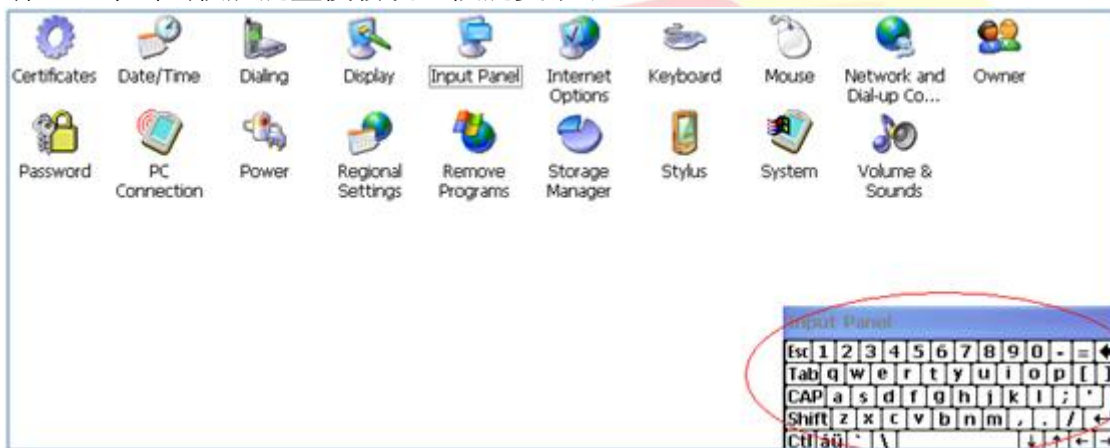 Certificates Date/Time Dialing Display Input Panel Internet Options Keyboard Mouse Network and Dial-up Co... Owner
Password PC Connection Power Regional Settings Remove Programs Storage Manager Stylus System Volume & Sounds
Input Panel
Esc 1 2 3 4 5 6 7 8 9 0 - =
Tab q w e r t y u i o p [ ]
CAP a s d f g h j k l ; '
Shift z x c v b n m , . /
Ctl áü ` \